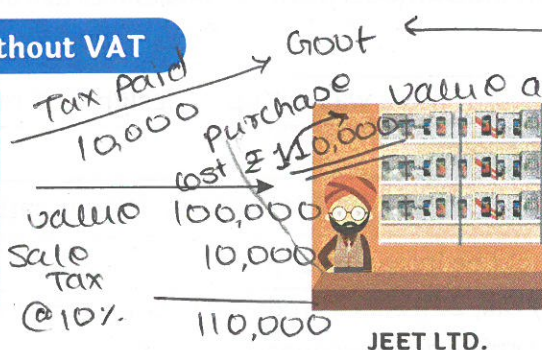 thout VAT
Govt
Tax Paid
10,000
Purchase
cost ₹ 110,000
value a
value 100,000
Sale 10,000
Tax
@10%.
110,000
JEET LTD.